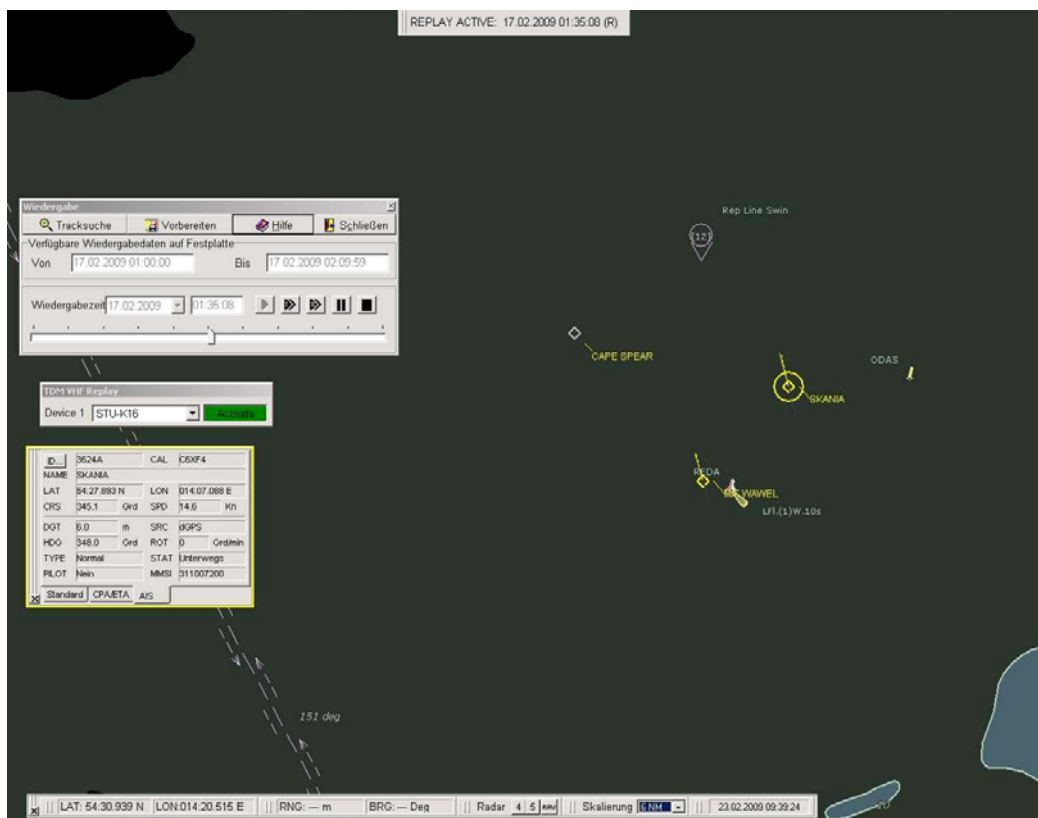 REPLAY ACTIVE: 17.02.2009 01:35:08 (R)
Wiedergabe
Tracksuche Vorbereiten Hilfe Schließen
Verfügbare Wiedergabedaten auf Festplatte
Von 17.02.2009 01:00:00 Bis 17.02.2009 02:09:59
Wiedergabezeit 17.02.2009 01:35:08
Rep Line Swin
(12)
CAPE SPEAR
ODAS
SKANIA
TDM VHF Replay
Device 1 STU-K16 Activate
REDA
WAWEL
LFl.(1)W.10s
ID... 3624A CAL C6XF4
NAME SKANIA
LAT 54:27.893 N LON 014:07.088 E
CRS 345.1 Grd SPD 14.6 Kn
DGT 6.0 m SRC dGPS
HDG 348.0 Grd ROT 0 Grd/min
TYPE Normal STAT Unterwegs
PILOT Nein MMSI 311007200
Standard CPA/ETA AIS
151 deg
LAT: 54:30.939 N LON:014:20.515 E RNG: --- m BRG: --- Deg Radar 4 5 RAW Skalierung 6 NM 23.02.2009 09:39:24